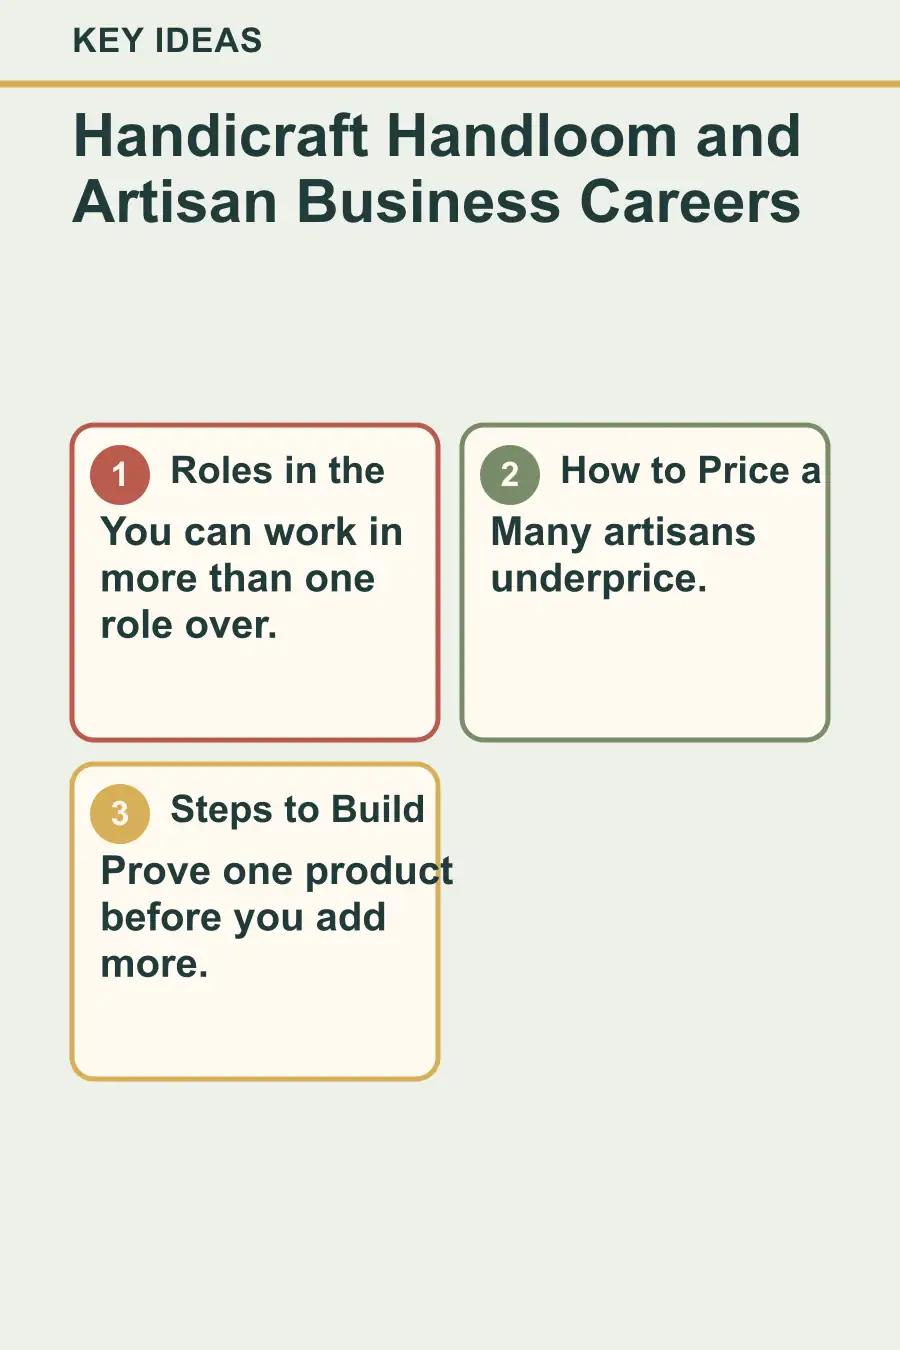 KEY IDEAS
Handicraft Handloom and
Artisan Business Careers
1
Roles in the
You can work in
more than one
role over.
2
How to Price a
Many artisans
underprice.
3
Steps to Build
Prove one product
before you add
more.